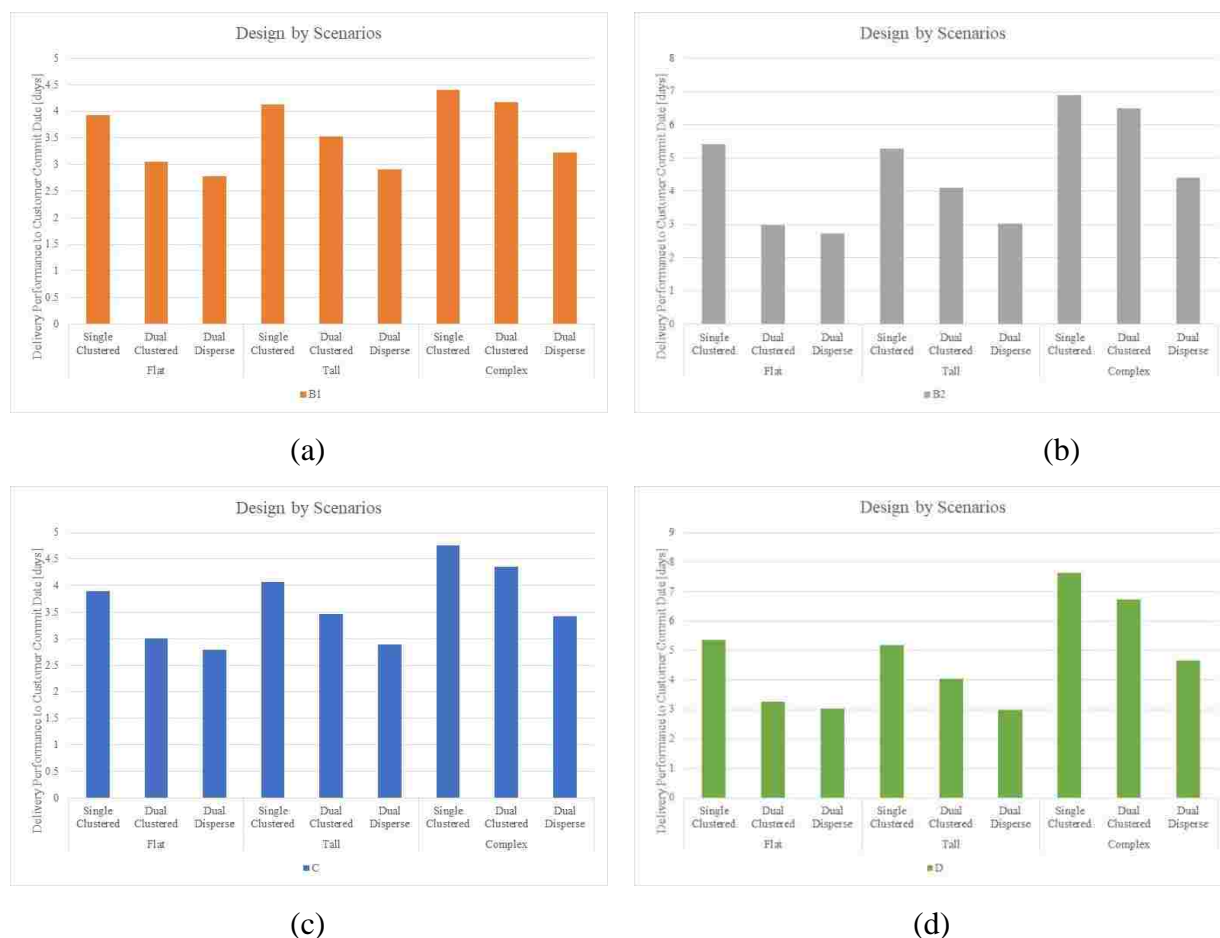 Design by Scenarios
Delivery Performance to Customer Commit Date [days]
5
4.5
4
3.5
3
2.5
2
1.5
1
0.5
0
Single Clustered
Dual Clustered
Dual Disperse
Single Clustered
Dual Clustered
Dual Disperse
Single Clustered
Dual Clustered
Dual Disperse
Flat
Tall
Complex
B1
(a)
Design by Scenarios
Delivery Performance to Customer Commit Date [days]
8
7
6
5
4
3
2
1
0
Single Clustered
Dual Clustered
Dual Disperse
Single Clustered
Dual Clustered
Dual Disperse
Single Clustered
Dual Clustered
Dual Disperse
Flat
Tall
Complex
B2
(b)
Design by Scenarios
Delivery Performance to Customer Commit Date [days]
5
4.5
4
3.5
3
2.5
2
1.5
1
0.5
0
Single Clustered
Dual Clustered
Dual Disperse
Single Clustered
Dual Clustered
Dual Disperse
Single Clustered
Dual Clustered
Dual Disperse
Flat
Tall
Complex
C
(c)
Design by Scenarios
Delivery Performance to Customer Commit Date [days]
9
8
7
6
5
4
3
2
1
0
Single Clustered
Dual Clustered
Dual Disperse
Single Clustered
Dual Clustered
Dual Disperse
Single Clustered
Dual Clustered
Dual Disperse
Flat
Tall
Complex
D
(d)